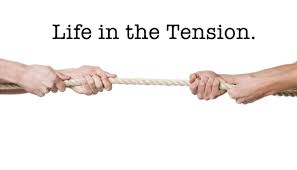 Life in the Tension.